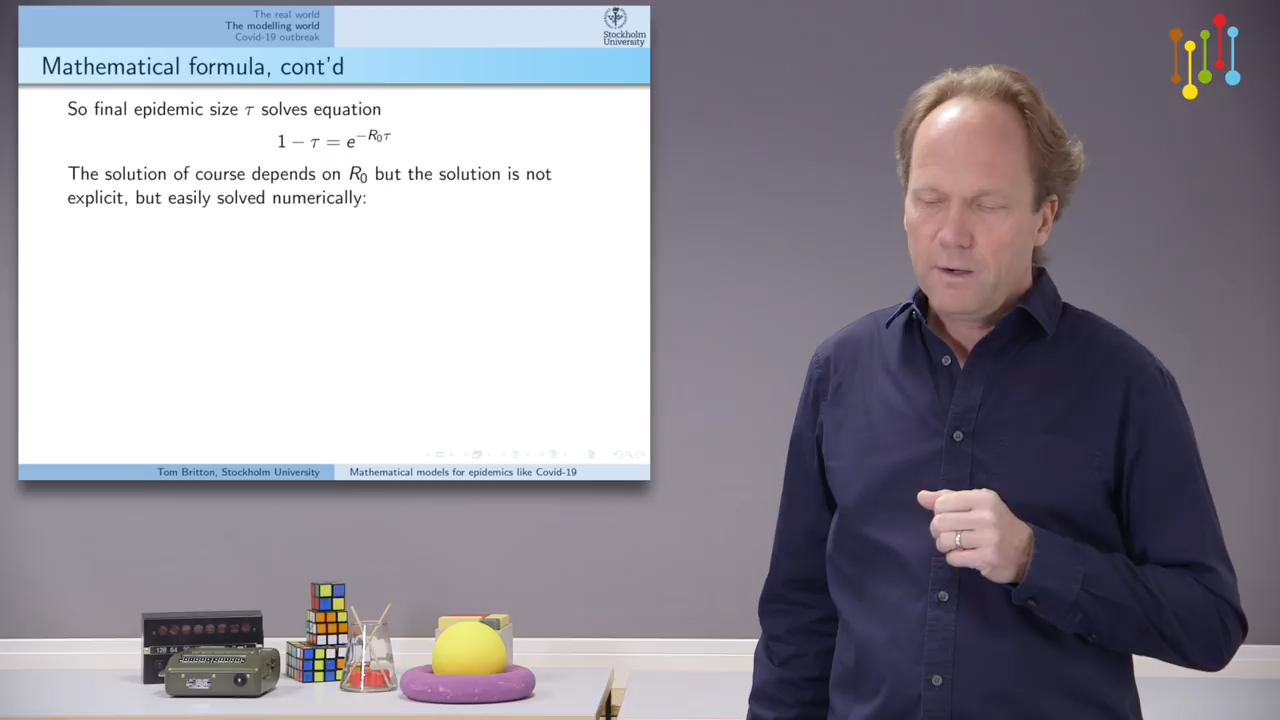 The real world
The modelling world
Covid-19 outbreak
Stockholm
University
Mathematical formula, cont'd
So final epidemic size τ solves equation
1 − τ = e^{−R₀τ}
The solution of course depends on R₀ but the solution is not
explicit, but easily solved numerically:
Tom Britton, Stockholm University
Mathematical models for epidemics like Covid-19
128 64